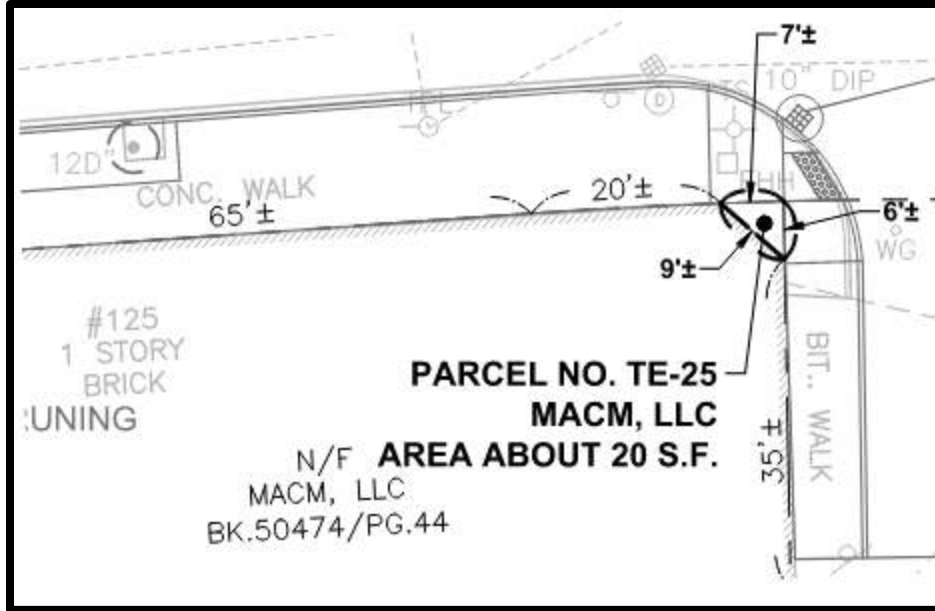 7'±
10" DIP
12D"
CONC. WALK
65'±
20'±
6'±
WG
9'±
#125
1 STORY
BRICK
PARCEL NO. TE-25
MACM, LLC
AREA ABOUT 20 S.F.
N/F
MACM, LLC
BK.50474/PG.44
35'±
BIT.. WALK
D